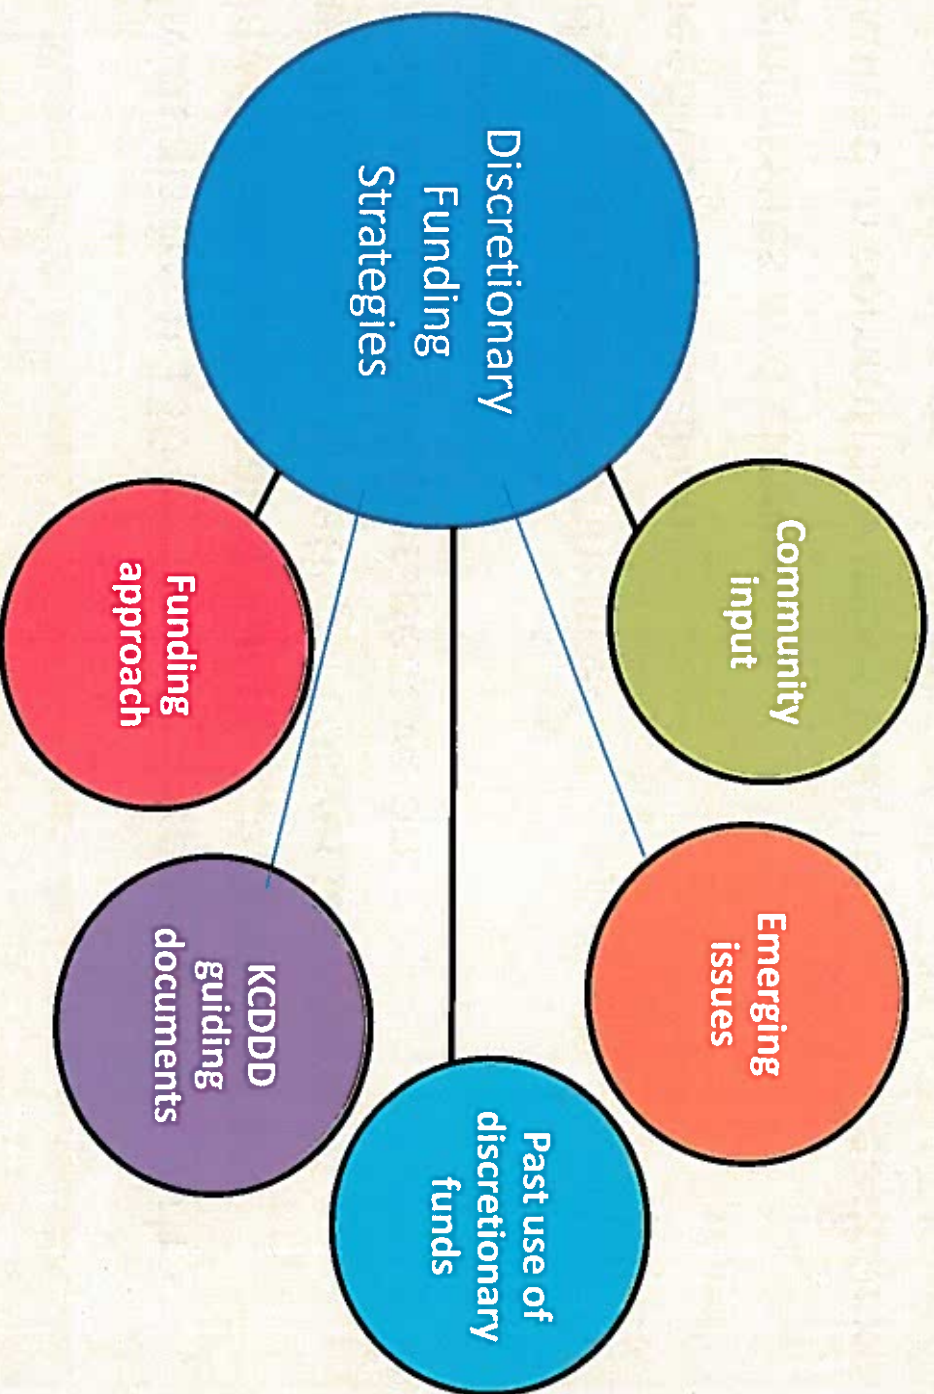 Discretionary
Funding
Strategies
Community
input
Emerging
issues
Past use of
discretionary
funds
KCDDD
guiding
documents
Funding
approach